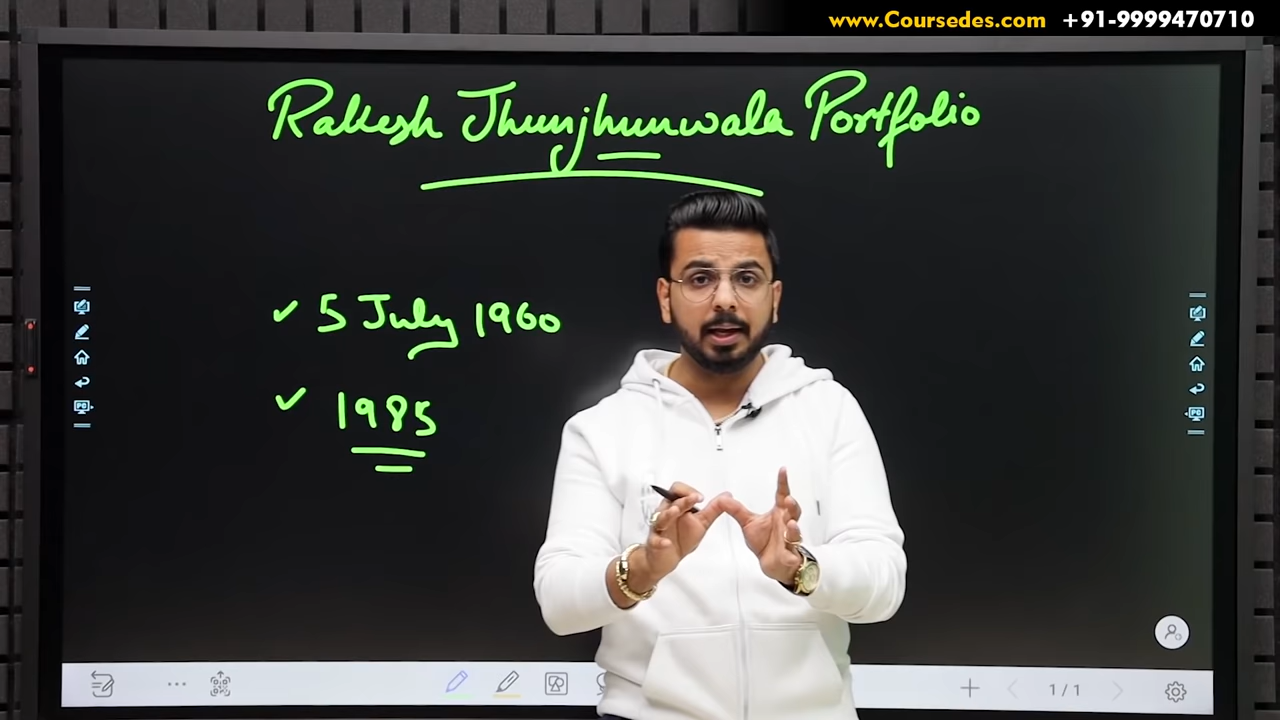 www.Coursedes.com +91-9999470710
Rakesh Jhunjhunwala Portfolio
✓ 5 July 1960
✓ 1985
1/1